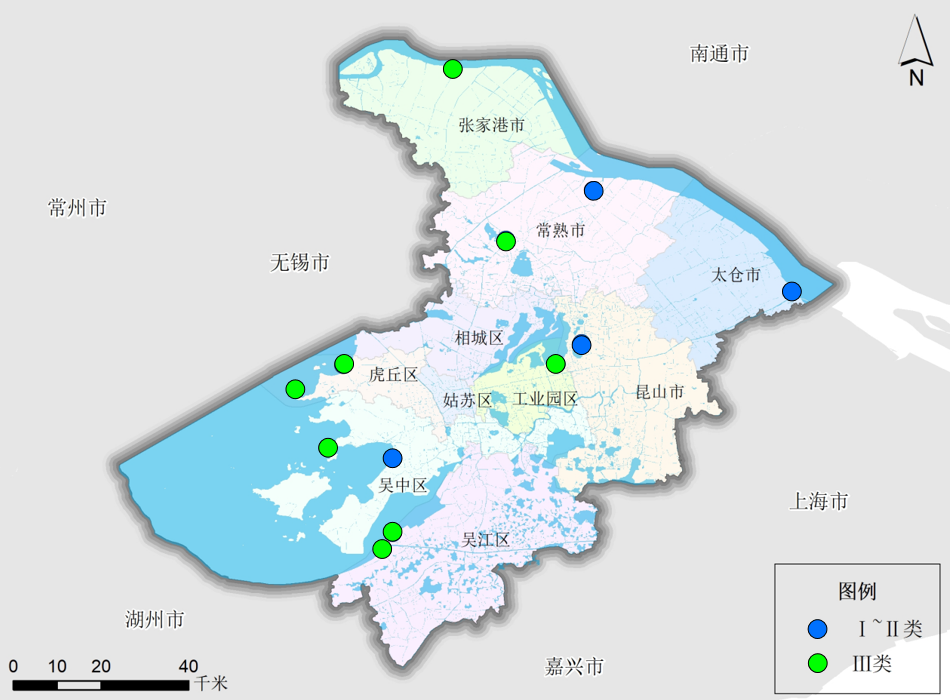 南通市
N
张家港市
常州市
常熟市
无锡市
太仓市
相城区
虎丘区
姑苏区
工业园区
昆山市
吴中区
上海市
吴江区
图例
Ⅰ~Ⅱ类
Ⅲ类
湖州市
嘉兴市
0 10 20 40
千米